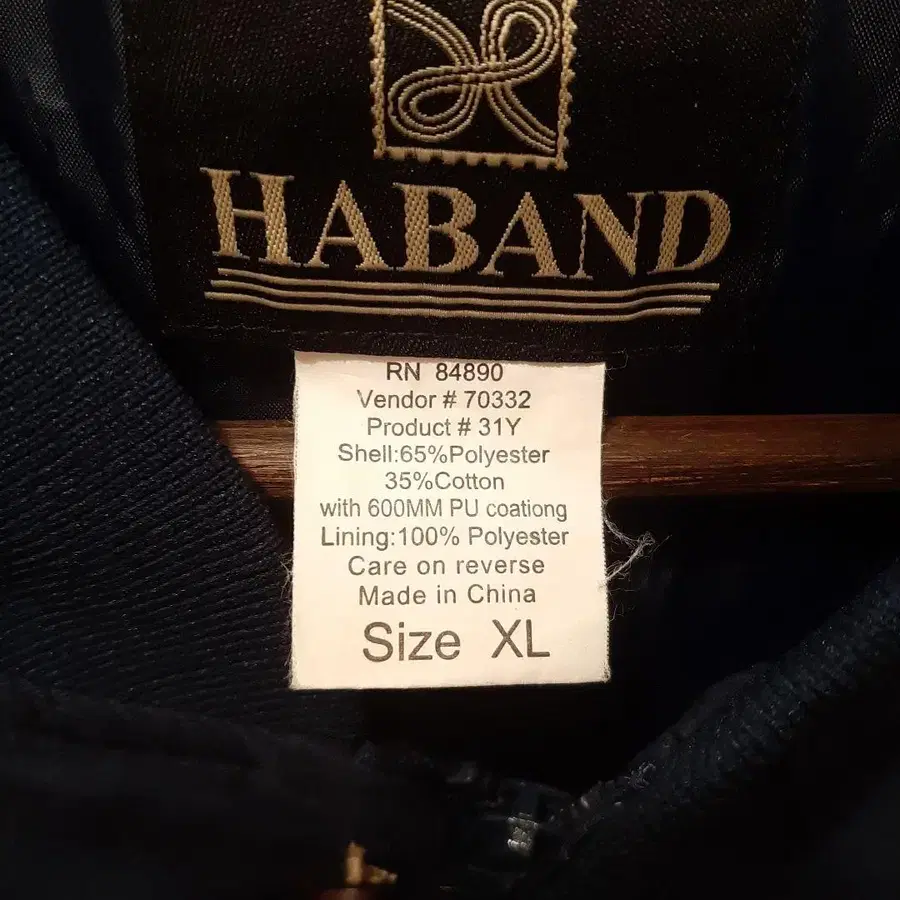 HABAND
RN 84890
Vendor # 70332
Product # 31Y
Shell:65%Polyester
35%Cotton
with 600MM PU coationg
Lining:100% Polyester
Care on reverse
Made in China
Size XL